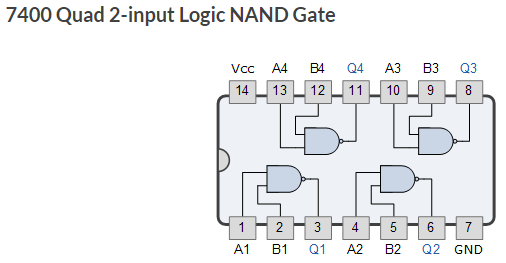 7400 Quad 2-input Logic NAND Gate
Vcc A4 B4 Q4 A3 B3 Q3
14 13 12 11 10 9 8
1 2 3 4 5 6 7
A1 B1 Q1 A2 B2 Q2 GND